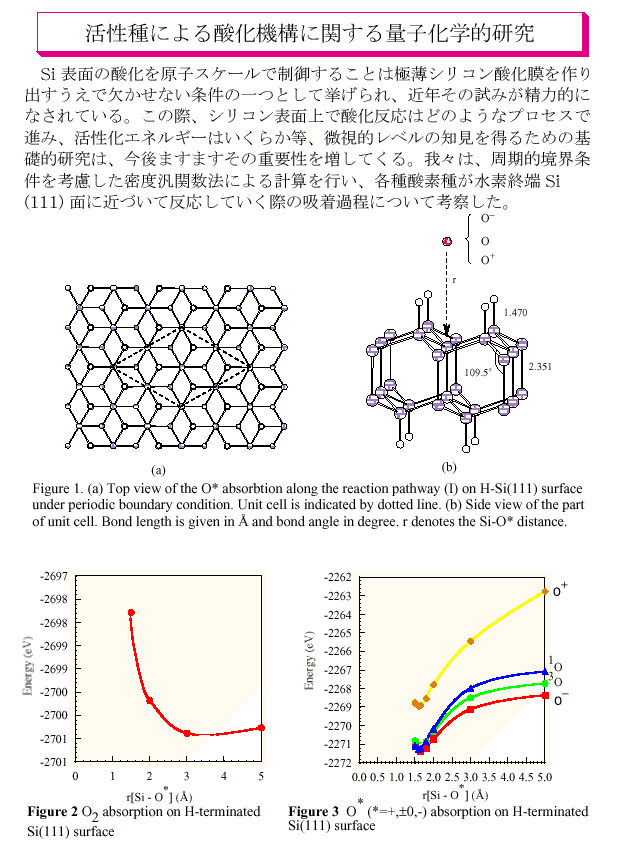 活性種による酸化機構に関する量子化学的研究
Si 表面の酸化を原子スケールで制御することは極薄シリコン酸化膜を作り
出すうえで欠かせない条件の一つとして挙げられ、近年その試みが精力的に
なされている。この際、シリコン表面上で酸化反応はどのようなプロセスで
進み、活性化エネルギーはいくらか等、微視的レベルの知見を得るための基
礎的研究は、今後ますますその重要性を増してくる。我々は、周期的境界条
件を考慮した密度汎関数法による計算を行い、各種酸素種が水素終端 Si
(111) 面に近づいて反応していく際の吸着過程について考察した。
O⁻
O
O⁺
r
1.470
2.351
109.5°
(a)
(b)
Figure 1. (a) Top view of the O* absorbtion along the reaction pathway (I) on H-Si(111) surface
under periodic boundary condition. Unit cell is indicated by dotted line. (b) Side view of the part
of unit cell. Bond length is given in Å and bond angle in degree. r denotes the Si-O* distance.
-2697
-2698
-2698
-2699
-2699
-2700
-2700
-2701
-2701
Energy (eV)
0 1 2 3 4 5
r[Si - O*] (Å)
Figure 2 O₂ absorption on H-terminated
Si(111) surface
-2262
-2263
-2264
-2265
-2266
-2267
-2268
-2269
-2270
-2271
-2272
Energy (eV)
O⁺
¹O
³O
O⁻
0.0 0.5 1.0 1.5 2.0 2.5 3.0 3.5 4.0 4.5 5.0
r[Si - O*] (Å)
Figure 3 O* (*=+,±0,-) absorption on H-terminated
Si(111) surface